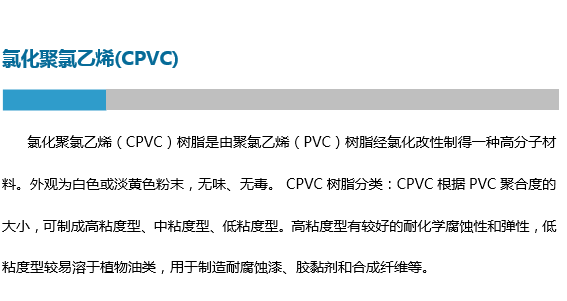 氯化聚氯乙烯(CPVC)
氯化聚氯乙烯（CPVC）树脂是由聚氯乙烯（PVC）树脂经氯化改性制得一种高分子材
料。外观为白色或淡黄色粉末，无味、无毒。 CPVC 树脂分类：CPVC 根据 PVC 聚合度的
大小，可制成高粘度型、中粘度型、低粘度型。高粘度型有较好的耐化学腐蚀性和弹性，低
粘度型较易溶于植物油类，用于制造耐腐蚀漆、胶黏剂和合成纤维等。